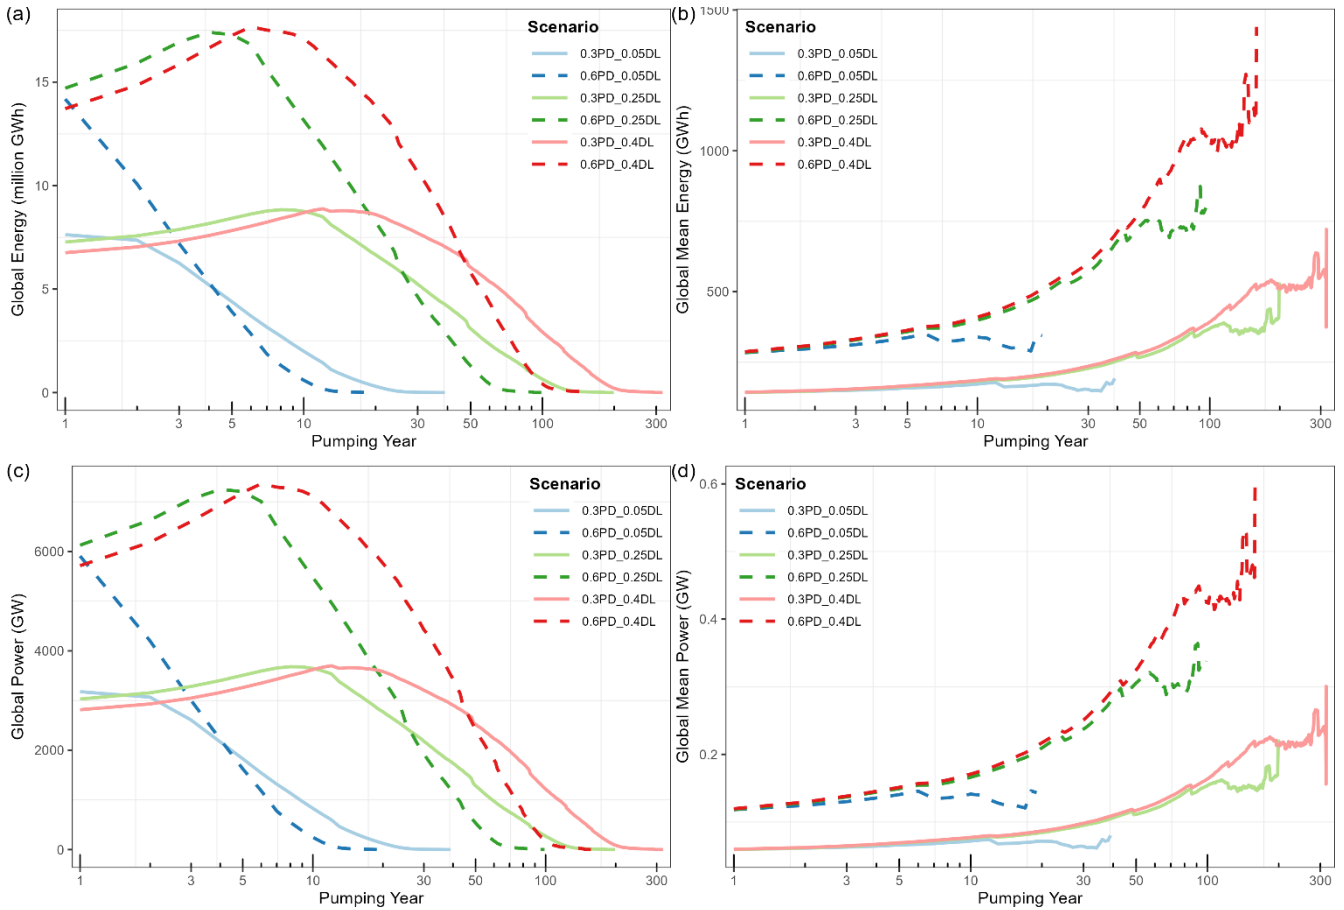 (a)
Global Energy (million GWh)
15
10
5
0
Scenario
0.3PD_0.05DL
0.6PD_0.05DL
0.3PD_0.25DL
0.6PD_0.25DL
0.3PD_0.4DL
0.6PD_0.4DL
1
3
5
10
30
50
100
300
Pumping Year
(b)
Global Mean Energy (GWh)
1500
1000
500
Scenario
0.3PD_0.05DL
0.6PD_0.05DL
0.3PD_0.25DL
0.6PD_0.25DL
0.3PD_0.4DL
0.6PD_0.4DL
1
3
5
10
30
50
100
300
Pumping Year
(c)
Global Power (GW)
6000
4000
2000
0
Scenario
0.3PD_0.05DL
0.6PD_0.05DL
0.3PD_0.25DL
0.6PD_0.25DL
0.3PD_0.4DL
0.6PD_0.4DL
1
5
10
30
50
100
300
Pumping Year
(d)
Global Mean Power (GW)
0.6
0.4
0.2
Scenario
0.3PD_0.05DL
0.6PD_0.05DL
0.3PD_0.25DL
0.6PD_0.25DL
0.3PD_0.4DL
0.6PD_0.4DL
1
3
5
10
30
50
100
300
Pumping Year